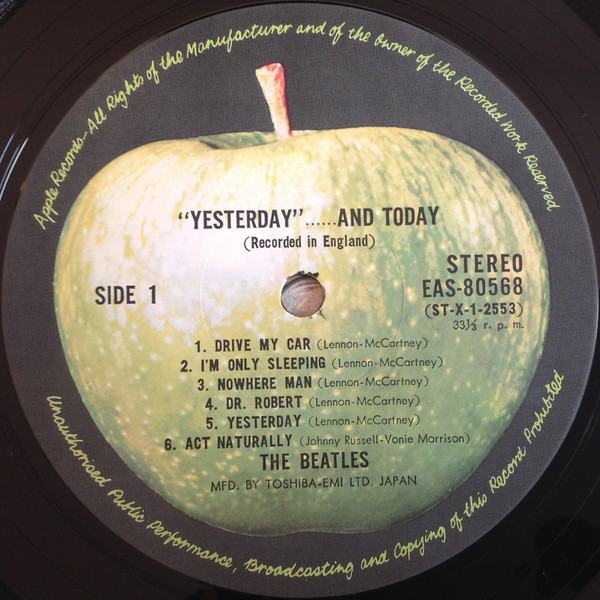 Apple Records-All Rights of the Manufacturer and of the Owner of the Recorded Work Reserved
"YESTERDAY"......AND TODAY
(Recorded in England)
SIDE 1
STEREO
EAS-80568
(ST-X-1-2553)
33⅓ r. p. m.
1. DRIVE MY CAR (Lennon-McCartney)
2. I'M ONLY SLEEPING (Lennon-McCartney)
3. NOWHERE MAN (Lennon-McCartney)
4. DR. ROBERT (Lennon-McCartney)
5. YESTERDAY (Lennon-McCartney)
6. ACT NATURALLY (Johnny Russell-Vonie Morrison)
THE BEATLES
MFD. BY TOSHIBA-EMI LTD. JAPAN
Unauthorised Public Performance, Broadcasting and Copying of this Record Prohibited